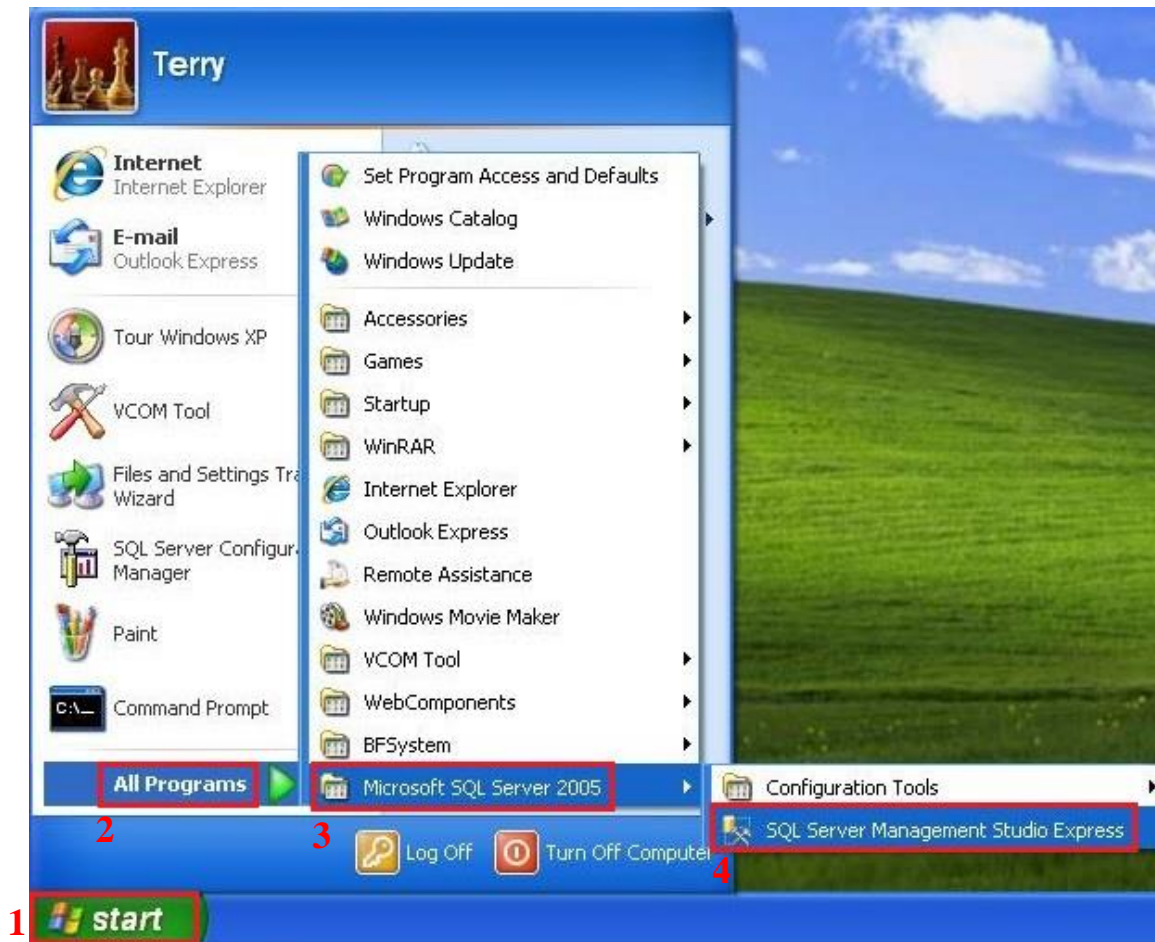 Terry
Internet
Internet Explorer
E-mail
Outlook Express
Tour Windows XP
VCOM Tool
Files and Settings Tra
Wizard
SQL Server Configur
Manager
Paint
C:\_
Command Prompt
All Programs
2
Set Program Access and Defaults
Windows Catalog
Windows Update
Accessories
Games
Startup
WinRAR
Internet Explorer
Outlook Express
Remote Assistance
Windows Movie Maker
VCOM Tool
WebComponents
BFSystem
Microsoft SQL Server 2005
3
Configuration Tools
SQL Server Management Studio Express
4
Log Off
Turn Off Computer
1
start